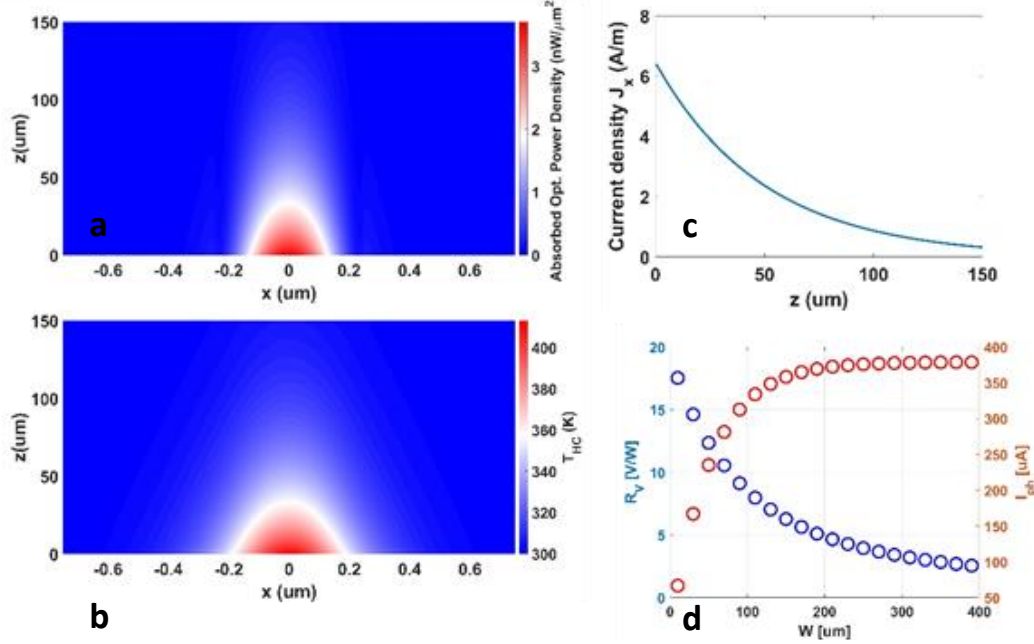 150
100
50
0
z(um)
-0.6 -0.4 -0.2 0 0.2 0.4 0.6
x (um)
3
2
1
0
Absorbed Opt. Power Density (nW/μm²)
a
8
6
4
2
0
Current density J_x (A/m)
0 50 100 150
z (um)
c
150
100
50
0
z(um)
-0.6 -0.4 -0.2 0 0.2 0.4 0.6
x (um)
400
380
360
340
320
300
T_HC (K)
b
20
15
10
5
0
R_V [V/W]
100 200 300 400
W [um]
400
350
300
250
200
150
100
50
I_ph [uA]
d